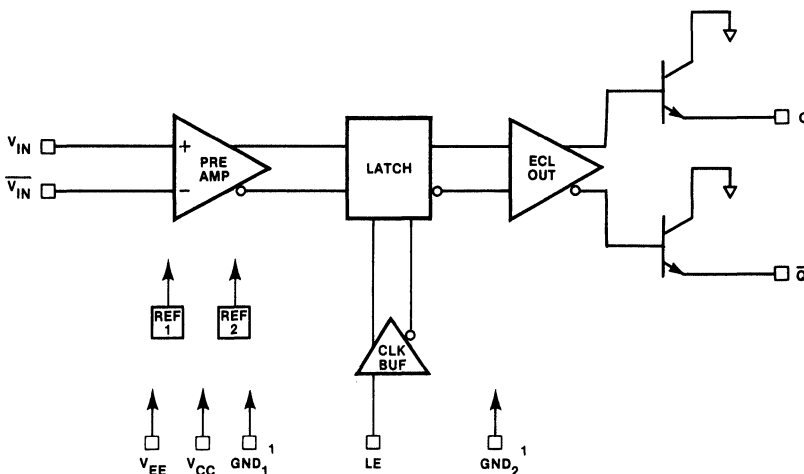 V_IN
+
PRE
AMP
LATCH
ECL
OUT
V_IN
−
REF
1
REF
2
CLK
BUF
Q̅
V_EE
V_CC
GND_1 ^1
LE
GND_2 ^1